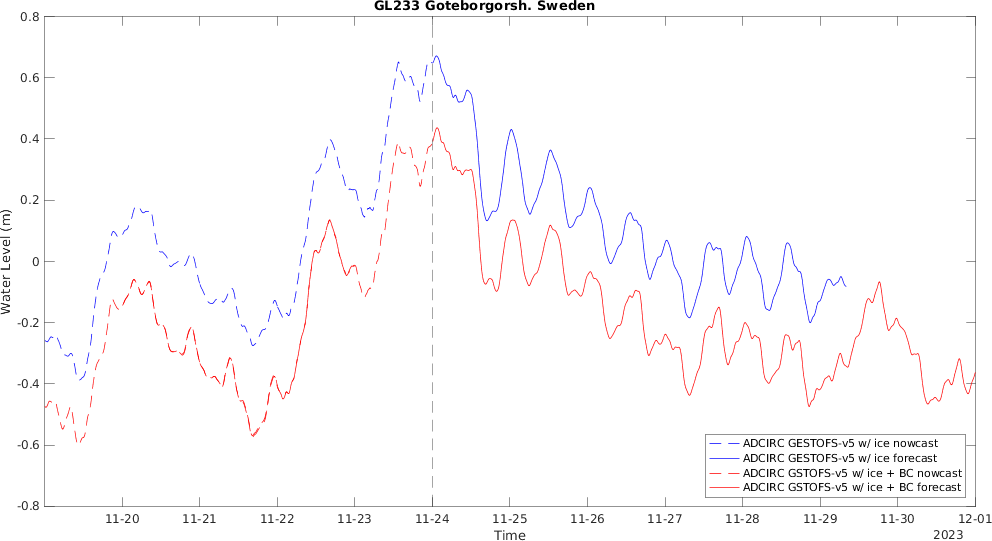 GL233 Goteborgorsh. Sweden
0.8
0.6
0.4
0.2
0
-0.2
-0.4
-0.6
-0.8
Water Level (m)
ADCIRC GESTOFS-v5 w/ ice nowcast
ADCIRC GESTOFS-v5 w/ ice forecast
ADCIRC GSTOFS-v5 w/ ice + BC nowcast
ADCIRC GSTOFS-v5 w/ ice + BC forecast
11-20 11-21 11-22 11-23 11-24 11-25 11-26 11-27 11-28 11-29 11-30 12-01
Time
2023